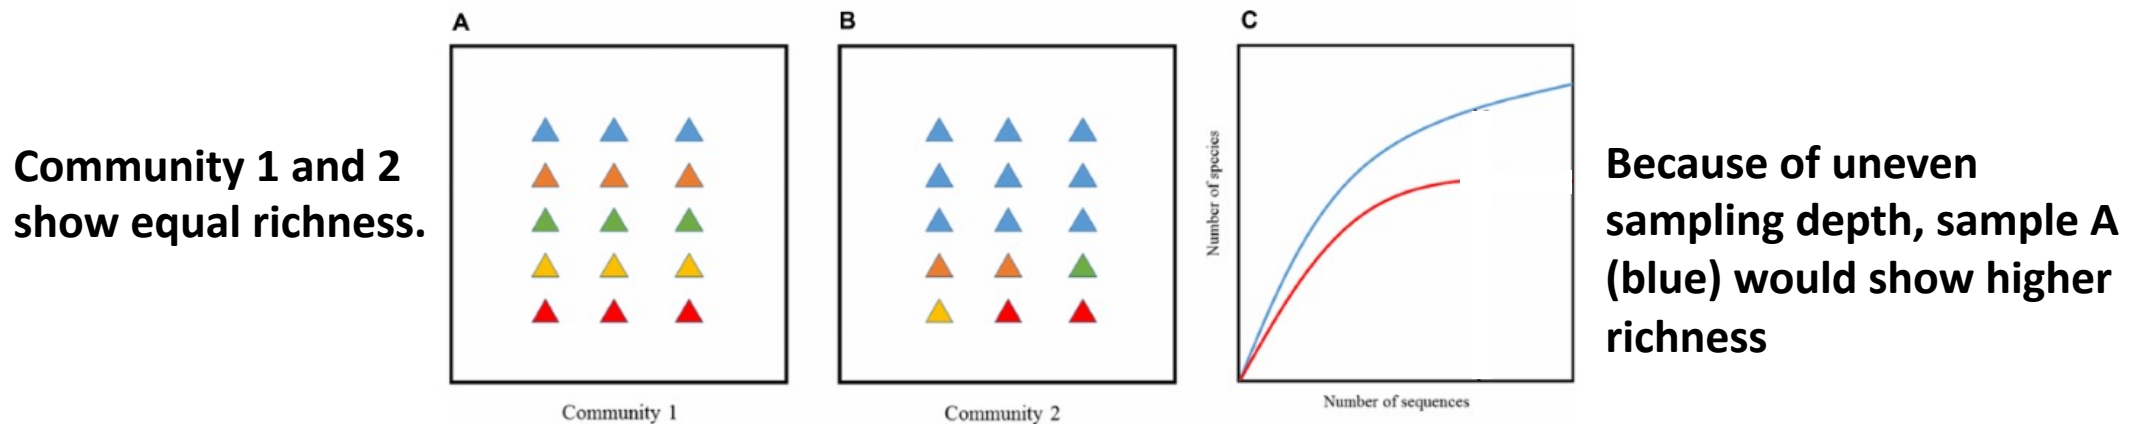 Community 1 and 2
show equal richness.
A
Community 1
B
Community 2
C
Number of species
Number of sequences
Because of uneven
sampling depth, sample A
(blue) would show higher
richness